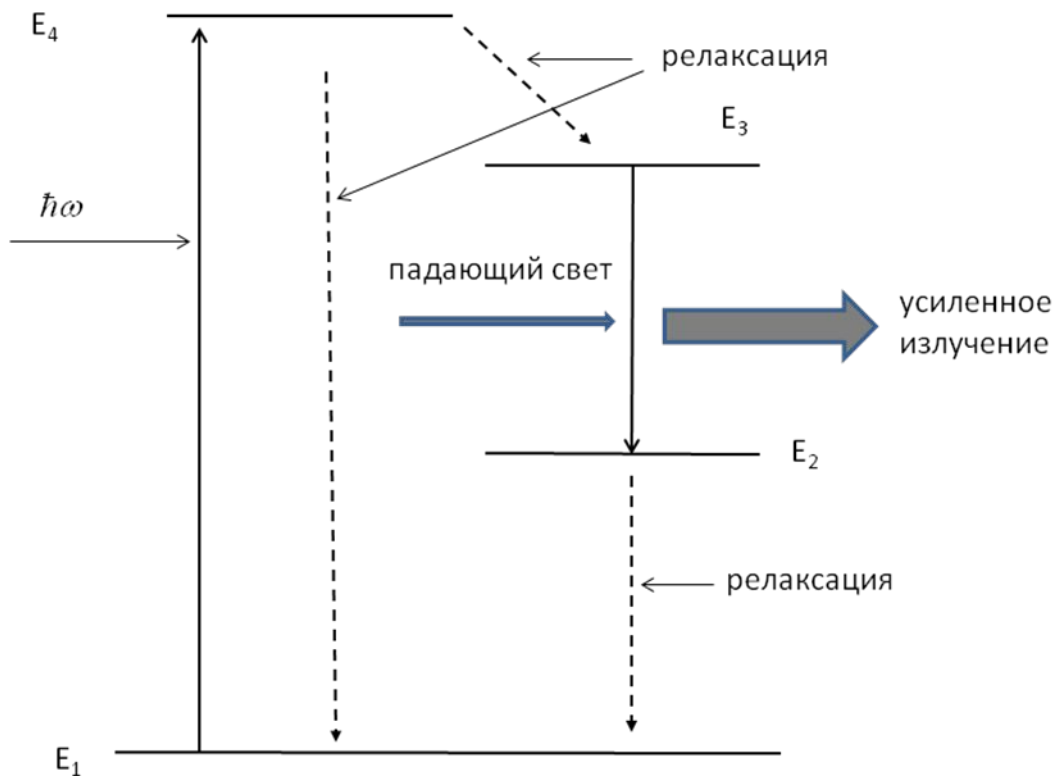 E₄
релаксация
E₃
ħω
падающий свет
усиленное
излучение
E₂
релаксация
E₁